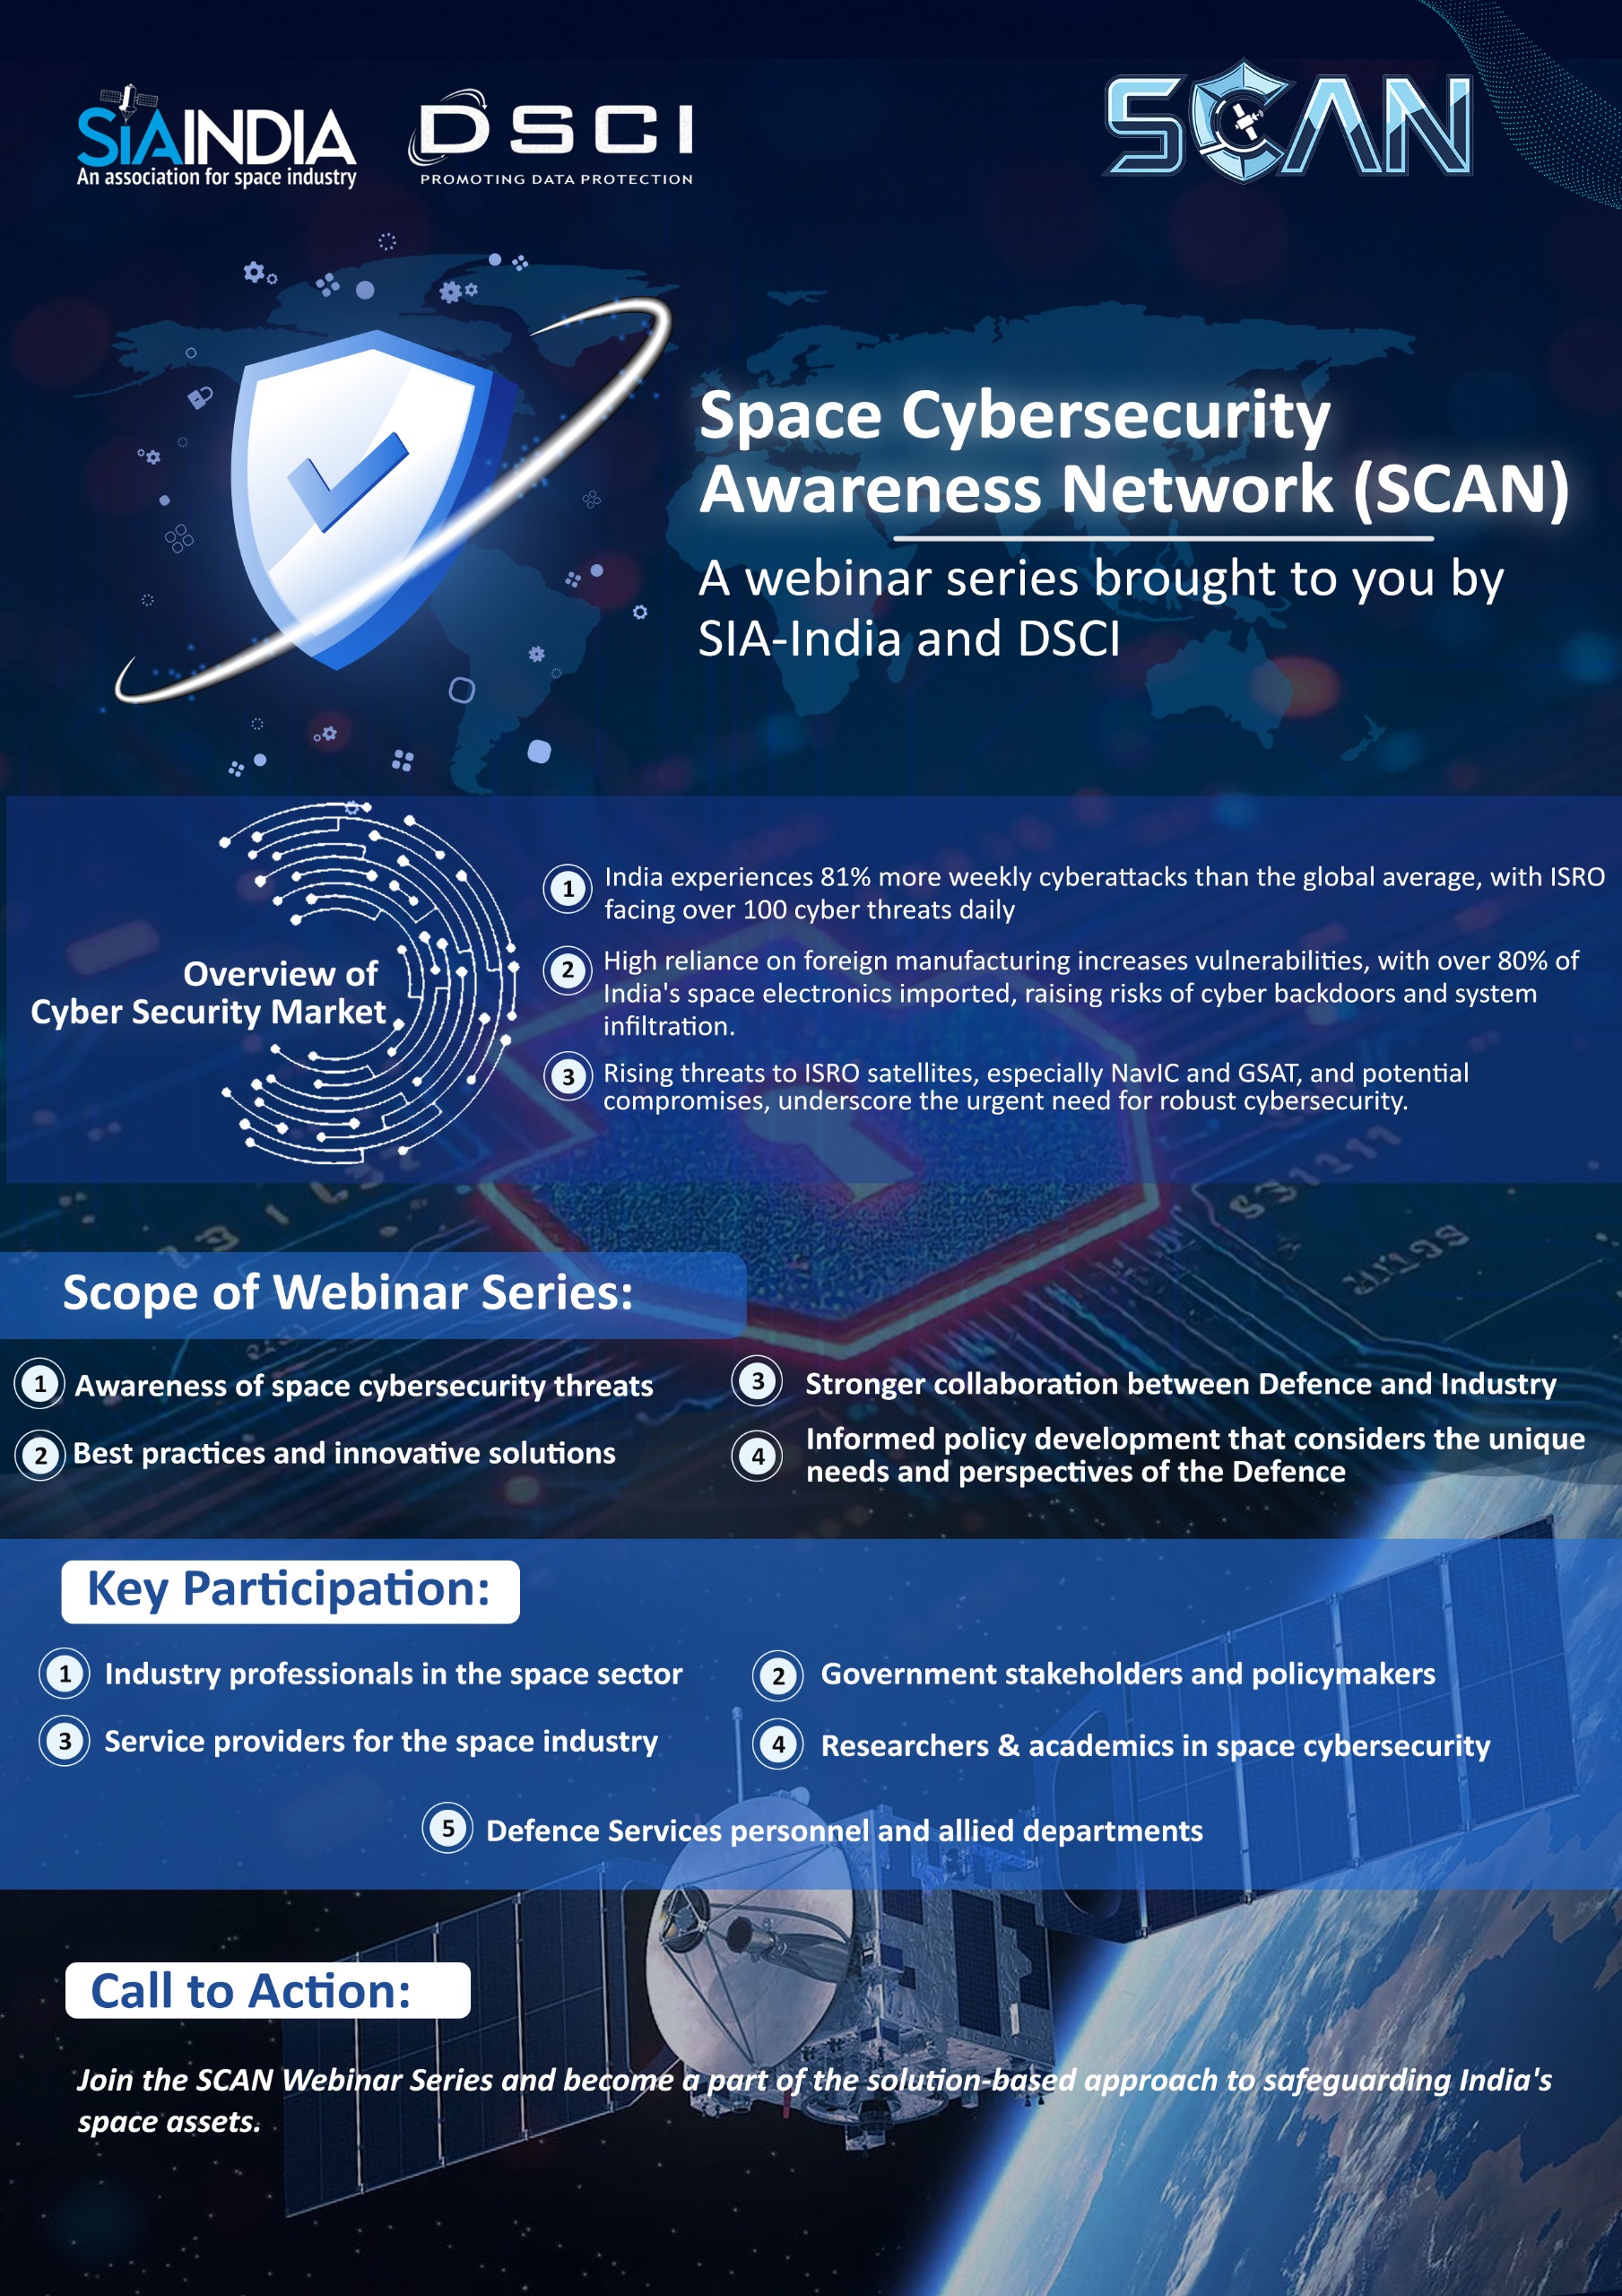 SiAINDIA
An association for space industry
DSCI
PROMOTING DATA PROTECTION
SCAN
Space Cybersecurity
Awareness Network (SCAN)
A webinar series brought to you by
SIA-India and DSCI
Overview of
Cyber Security Market
1 India experiences 81% more weekly cyberattacks than the global average, with ISRO
facing over 100 cyber threats daily
2 High reliance on foreign manufacturing increases vulnerabilities, with over 80% of
India's space electronics imported, raising risks of cyber backdoors and system
infiltration.
3 Rising threats to ISRO satellites, especially NavIC and GSAT, and potential
compromises, underscore the urgent need for robust cybersecurity.
Scope of Webinar Series:
1 Awareness of space cybersecurity threats
2 Best practices and innovative solutions
3 Stronger collaboration between Defence and Industry
4 Informed policy development that considers the unique
needs and perspectives of the Defence
Key Participation:
1 Industry professionals in the space sector
2 Government stakeholders and policymakers
3 Service providers for the space industry
4 Researchers & academics in space cybersecurity
5 Defence Services personnel and allied departments
Call to Action:
Join the SCAN Webinar Series and become a part of the solution-based approach to safeguarding India's
space assets.